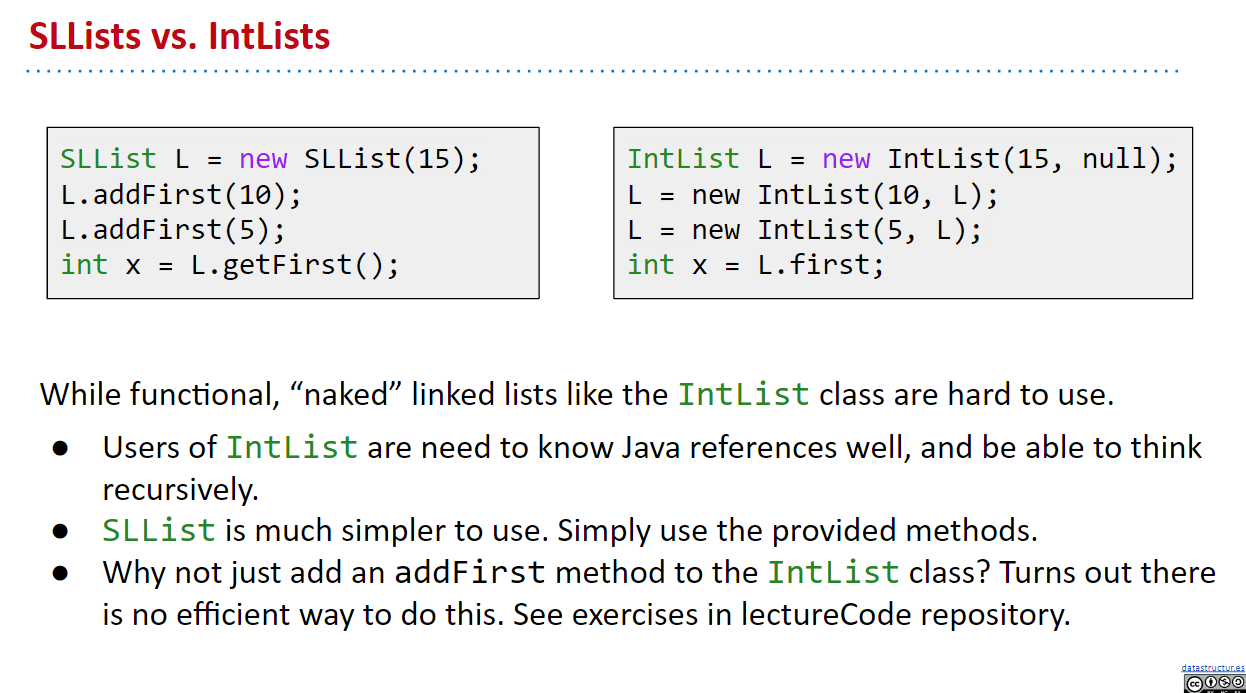 SLLists vs. IntLists
SLList L = new SLList(15);
L.addFirst(10);
L.addFirst(5);
int x = L.getFirst();
IntList L = new IntList(15, null);
L = new IntList(10, L);
L = new IntList(5, L);
int x = L.first;
While functional, “naked” linked lists like the IntList class are hard to use.
● Users of IntList are need to know Java references well, and be able to think
recursively.
● SLList is much simpler to use. Simply use the provided methods.
● Why not just add an addFirst method to the IntList class? Turns out there
is no efficient way to do this. See exercises in lectureCode repository.
datastructur.es
cc